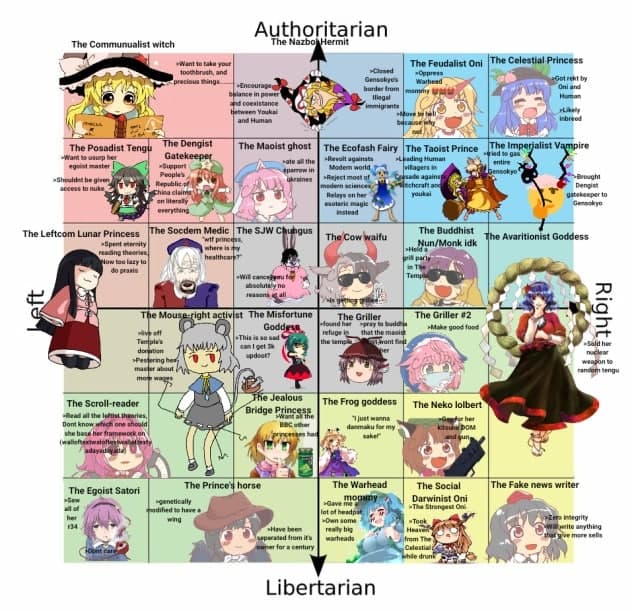 Authoritarian
The Communualist witch
The Nazbol Hermit
>Want to take your
toothbrush, and
precious things
>Encourage
balance in power
and coexistance
between Youkai
and Human
>Closed
Gensokyo's
border from
illegal
immigrants
The Feudalist Oni
>Oppress
Warhead
mommy
>Move to hell
because why
not
The Celestial Princess
>Got rekt by
Oni and
Human
>Likely
inbreed
The Posadist Tengu
>Want to usurp her
egoist master
>Shouldnt be given
access to nuke
The Dengist
Gatekeeper
>Support
People's
Republic of
China claims
on literally
everything
The Maoist ghost
>ate all the
sparrow in
ukraines
The Ecofash Fairy
>Revolt against
Modern world
>Reject most of
modern science
Relys on her
esoteric magic
instead
The Taoist Prince
>Leading Human
villagers in
crusade against
witchcraft and
youkai
The Imperialist Vampire
>tried to gas
entire
Gensokyo
>Brought
Dengist
gatekeeper to
Gensokyo
The Leftcom Lunar Princess
>Spent eternity
reading theories,
Now too lazy to
do praxis
The Socdem Medic
"wtf princess,
where is my
healthcare?"
The SJW Chungus
>Will cancel you for
absolutely no
reasons at all
The Cow waifu
>Is getting grilled
The Buddhist
Nun/Monk idk
>Held a
grill party
in The
Temple
The Avaritionist Goddess
>Sold her
nuclear
weapon to
random tengu
Left
Right
The Mouse-right activist
>live off
Temple's
donation
>Pestering her
master about
more wages
The Misfortune
Goddess
>This is so sad
can I get 3k
updoot?
The Griller
>found her
refuge in
the temple
>pray to buddha
that the maoist
wont find
her
The Griller #2
>Make good food
The Scroll-reader
>Read all the leftist theories,
Dont know which one should
she base her framework on
The Jealous
Bridge Princess
>Want all the
BBC other
princesses had
The Frog goddess
"I just wanna
danmaku for my
sake!"
The Neko lolbert
>Gay for her
kitsune DOM
and gun
The Egoist Satori
>Saw
all of
her
r34
>Dont care
The Prince's horse
>genetically
modified to have a
wing
>Have been
separated from it's
owner for a century
The Warhead
mommy
>Gave me a
lot of headpat
>Own some
really big
warheads
The Social
Darwinist Oni
>The Strongest Oni
>Took
Heaven
from The
Celestial
while drunk
The Fake news writer
>Zero integrity
>Will write anything
that give more sells
Libertarian